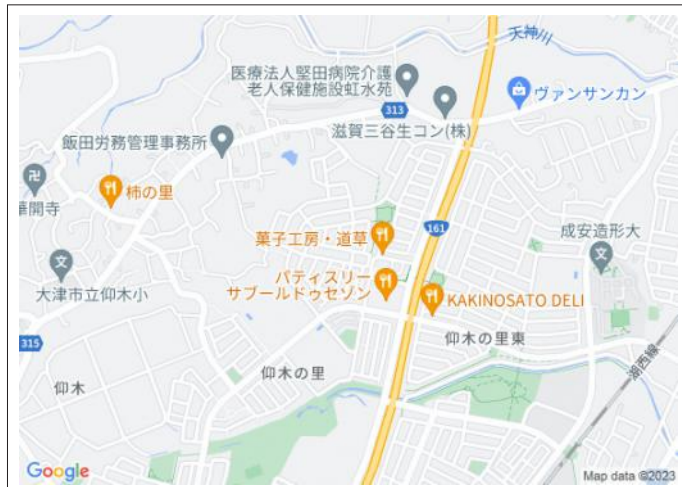 天神川
医療法人堅田病院介護
老人保健施設虹水苑
ヴァンサンカン
313
滋賀三谷生コン(株)
飯田労務管理事務所
華開寺
柿の里
161
菓子工房・道草
成安造形大
パティスリー
サブールドゥセゾン
大津市立仰木小
KAKINOSATO DELI
315
仰木の里東
湖西線
仰木
仰木の里
Google
Map data ©2023